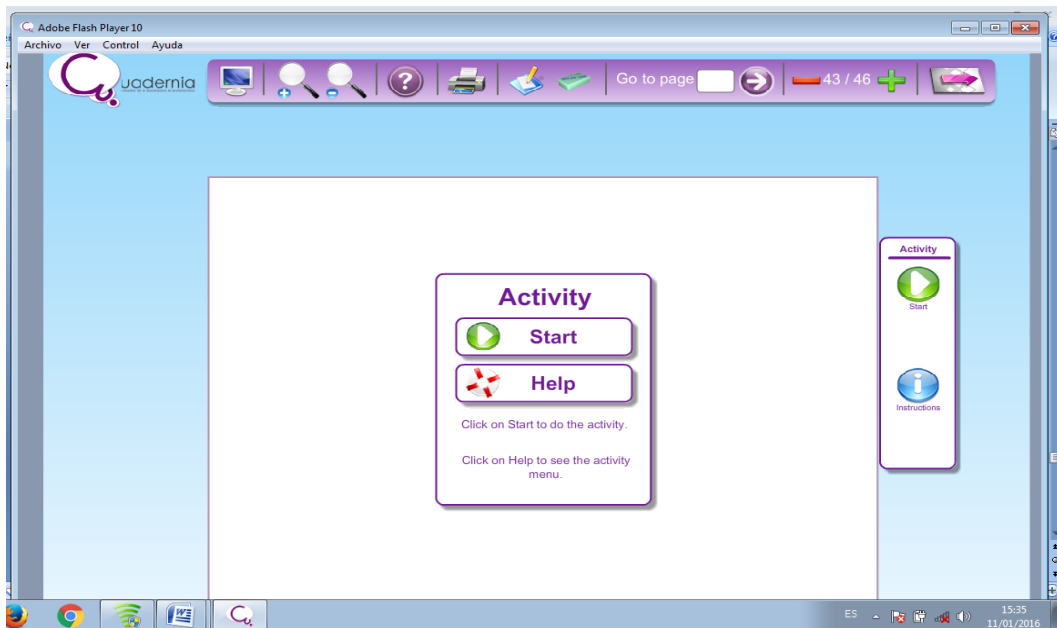 Adobe Flash Player 10
Archivo Ver Control Ayuda
Cuadernia
Go to page 43 / 46
Activity
Start
Instructions
Activity
Start
Help
Click on Start to do the activity.
Click on Help to see the activity
menu.
ES 15:35
11/01/2016